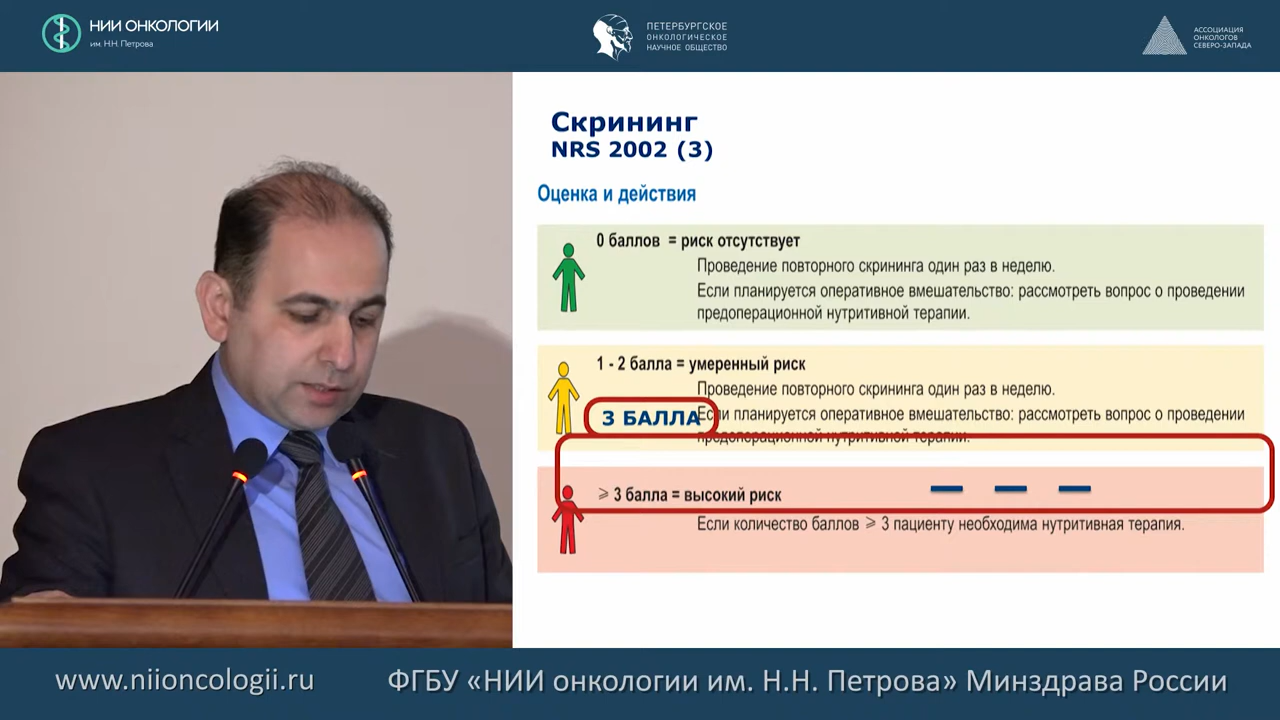 НИИ ОНКОЛОГИИ
им. Н.Н. Петрова
ПЕТЕРБУРГСКОЕ
ОНКОЛОГИЧЕСКОЕ
НАУЧНОЕ ОБЩЕСТВО
АССОЦИАЦИЯ
ОНКОЛОГОВ
СЕВЕРО-ЗАПАДА
Скрининг
NRS 2002 (3)
Оценка и действия
0 баллов = риск отсутствует
Проведение повторного скрининга один раз в неделю.
Если планируется оперативное вмешательство: рассмотреть вопрос о проведении
предоперационной нутритивной терапии.
1 - 2 балла = умеренный риск
Проведение повторного скрининга один раз в неделю.
3 БАЛЛА
Если планируется оперативное вмешательство: рассмотреть вопрос о проведении
предоперационной нутритивной терапии.
⩾ 3 балла = высокий риск
Если количество баллов ⩾ 3 пациенту необходима нутритивная терапия.
www.niioncologii.ru
ФГБУ «НИИ онкологии им. Н.Н. Петрова» Минздрава России